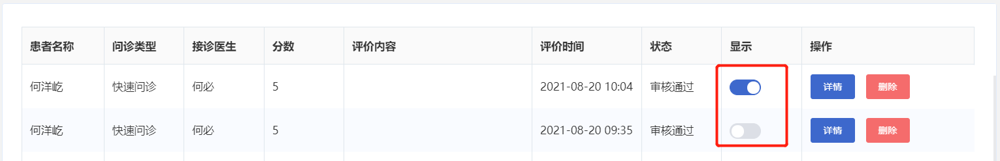 患者名称 问诊类型 接诊医生 分数 评价内容 评价时间 状态 显示 操作
何洋屹 快速问诊 何必 5 2021-08-20 10:04 审核通过 详情 删除
何洋屹 快速问诊 何必 5 2021-08-20 09:35 审核通过 详情 删除